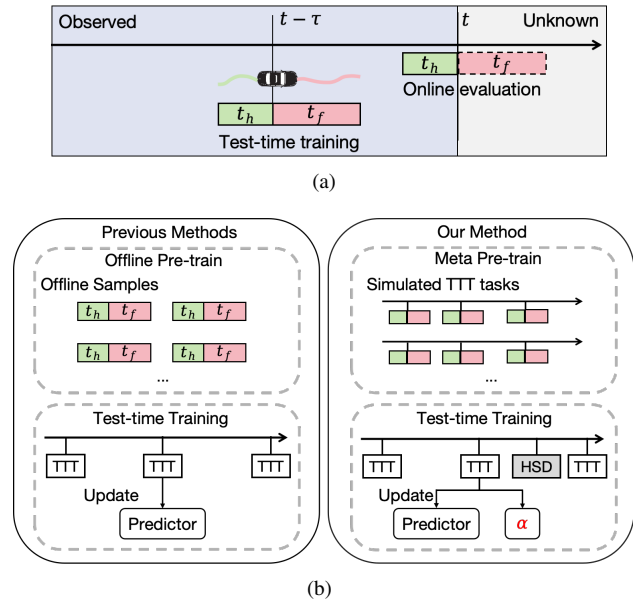 Observed t − τ t Unknown
t_h t_f
Online evaluation
t_h t_f
Test-time training
(a)
Previous Methods
Offline Pre-train
Offline Samples
t_h t_f t_h t_f
t_h t_f t_h t_f
...
Test-time Training
TTT TTT TTT
Update
Predictor
Our Method
Meta Pre-train
Simulated TTT tasks
...
Test-time Training
TTT TTT HSD TTT
Update
Predictor α
(b)